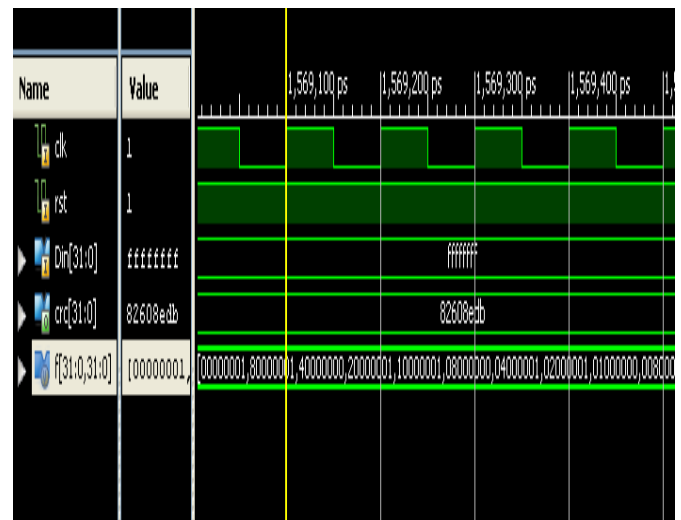 Name Value 1,569,100 ps 1,569,200 ps 1,569,300 ps 1,569,400 ps
clk 1
rst 1
Din[31:0] ffffffff ffffffff
crc[31:0] 82608edb 82608edb
f[31:0,31:0] [00000001, [00000001,80000001,40000000,20000001,10000001,08000000,04000001,02000001,01000000,00800